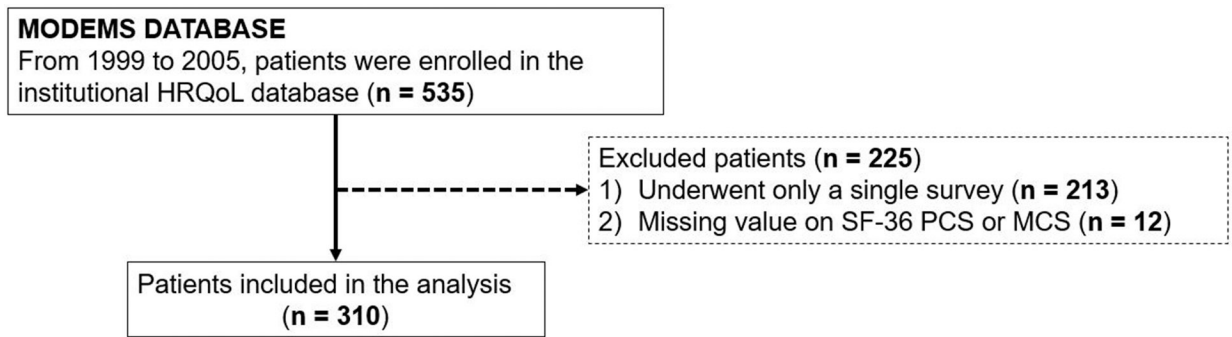 MODEMS DATABASE
From 1999 to 2005, patients were enrolled in the
institutional HRQoL database (n = 535)
Excluded patients (n = 225)
1) Underwent only a single survey (n = 213)
2) Missing value on SF-36 PCS or MCS (n = 12)
Patients included in the analysis
(n = 310)